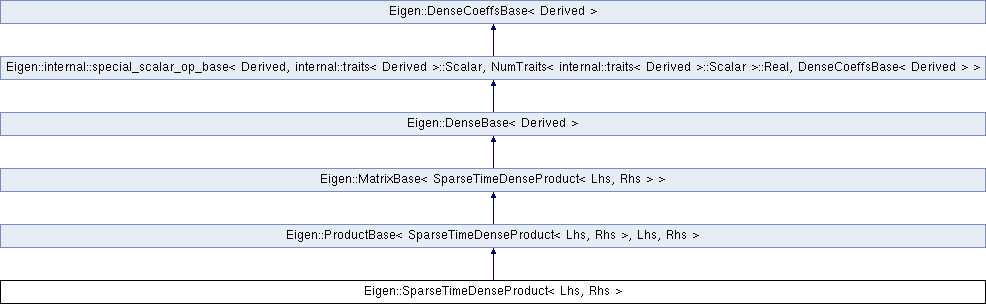 Eigen::DenseCoeffsBase< Derived >
Eigen::internal::special_scalar_op_base< Derived, internal::traits< Derived >::Scalar, NumTraits< internal::traits< Derived >::Scalar >::Real, DenseCoeffsBase< Derived > >
Eigen::DenseBase< Derived >
Eigen::MatrixBase< SparseTimeDenseProduct< Lhs, Rhs > >
Eigen::ProductBase< SparseTimeDenseProduct< Lhs, Rhs >, Lhs, Rhs >
Eigen::SparseTimeDenseProduct< Lhs, Rhs >